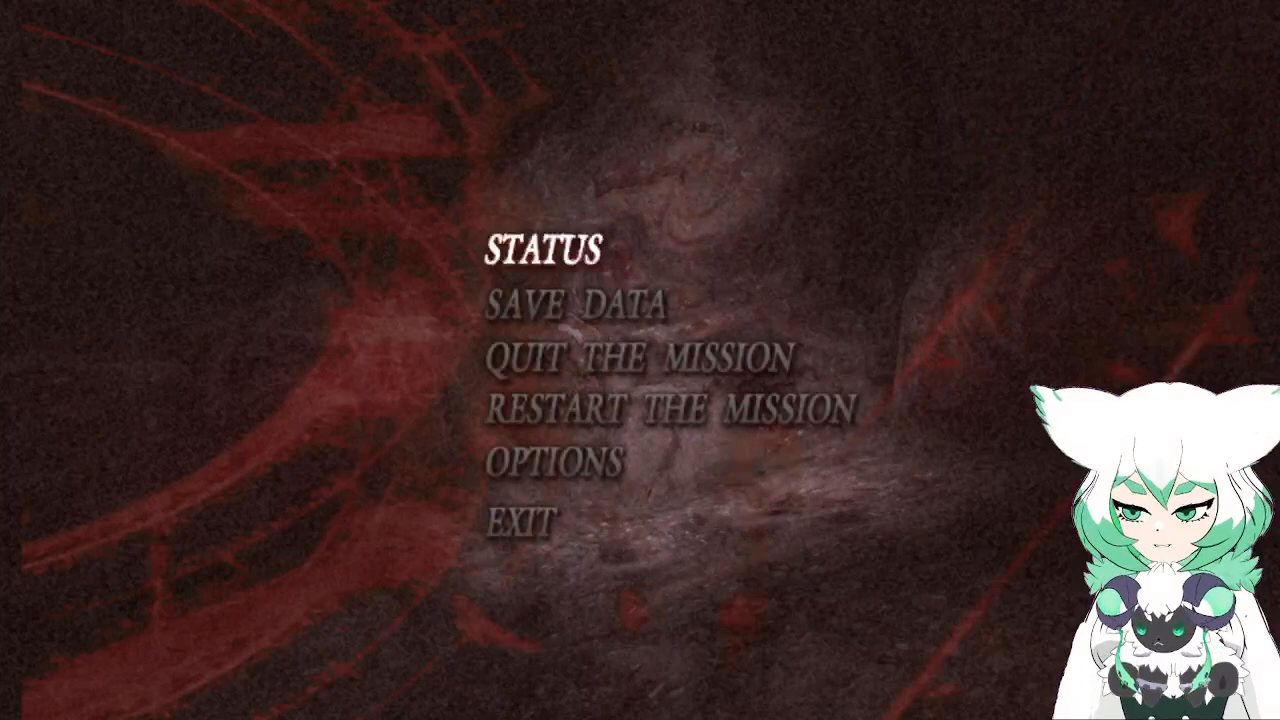 STATUS
SAVE DATA
QUIT THE MISSION
RESTART THE MISSION
OPTIONS
EXIT